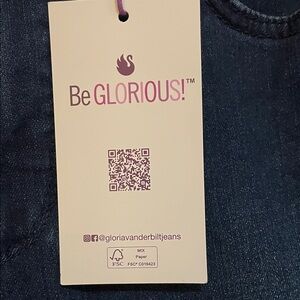 Be GLORIOUS!™
@gloriavanderbiltjeans
FSC
MIX
Paper
FSC® C019423